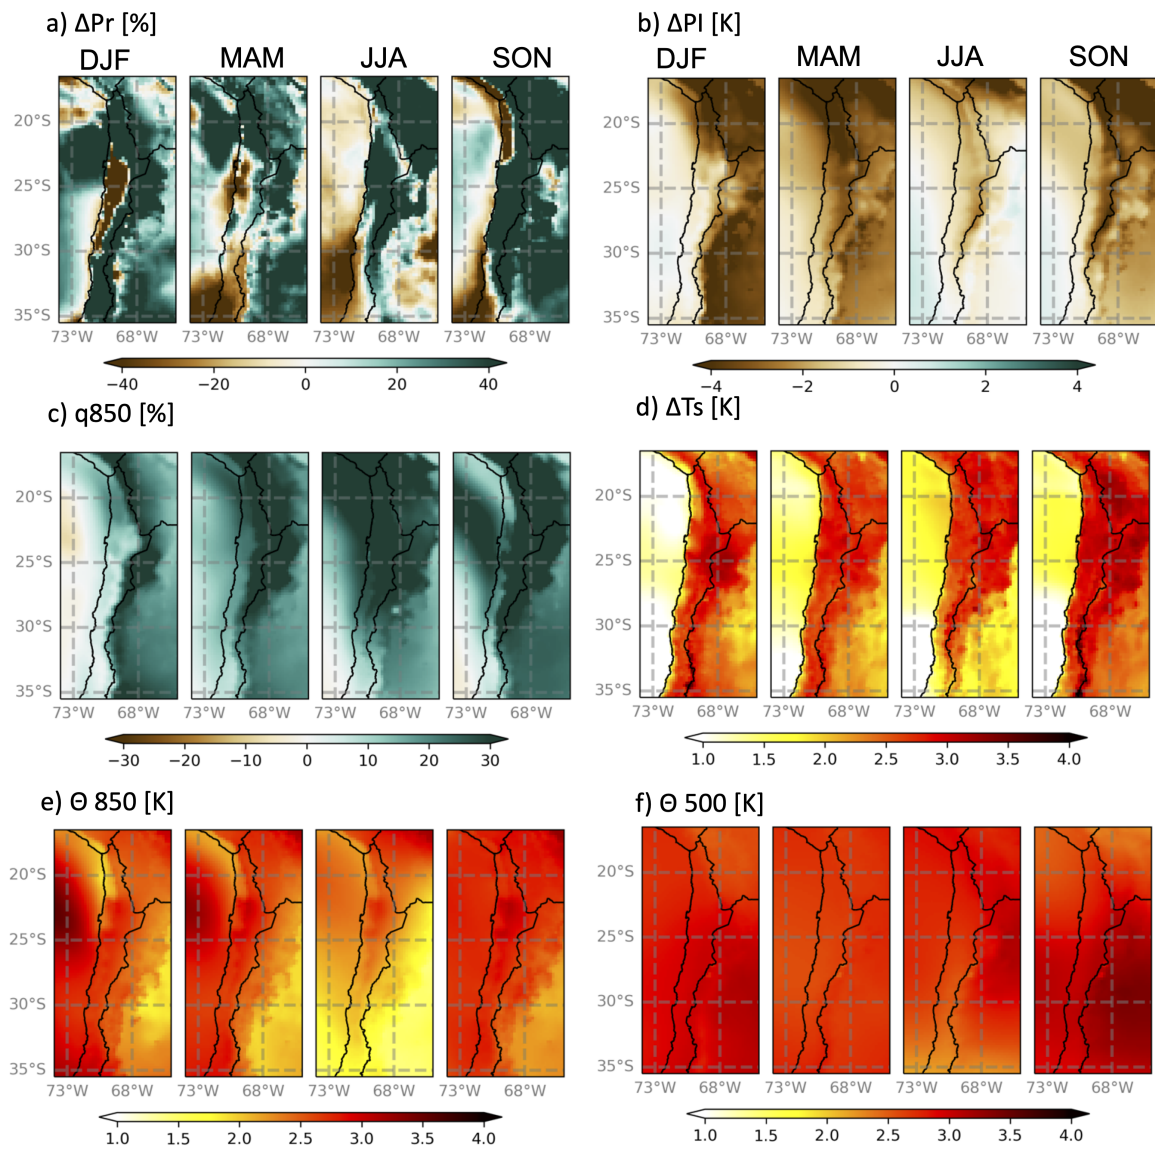 a) ΔPr [%]
b) ΔPI [K]
DJF MAM JJA SON
DJF MAM JJA SON
20°S
25°S
30°S
35°S
73°W 68°W 73°W 68°W 73°W 68°W 73°W 68°W
−40 −20 0 20 40
20°S
25°S
30°S
35°S
73°W 68°W 73°W 68°W 73°W 68°W 73°W 68°W
−4 −2 0 2 4
c) q850 [%]
d) ΔTs [K]
20°S
25°S
30°S
35°S
73°W 68°W 73°W 68°W 73°W 68°W 73°W 68°W
−30 −20 −10 0 10 20 30
20°S
25°S
30°S
35°S
73°W 68°W 73°W 68°W 73°W 68°W 73°W 68°W
1.0 1.5 2.0 2.5 3.0 3.5 4.0
e) Θ 850 [K]
f) Θ 500 [K]
20°S
25°S
30°S
35°S
73°W 68°W 73°W 68°W 73°W 68°W 73°W 68°W
1.0 1.5 2.0 2.5 3.0 3.5 4.0
20°S
25°S
30°S
35°S
73°W 68°W 73°W 68°W 73°W 68°W 73°W 68°W
1.0 1.5 2.0 2.5 3.0 3.5 4.0